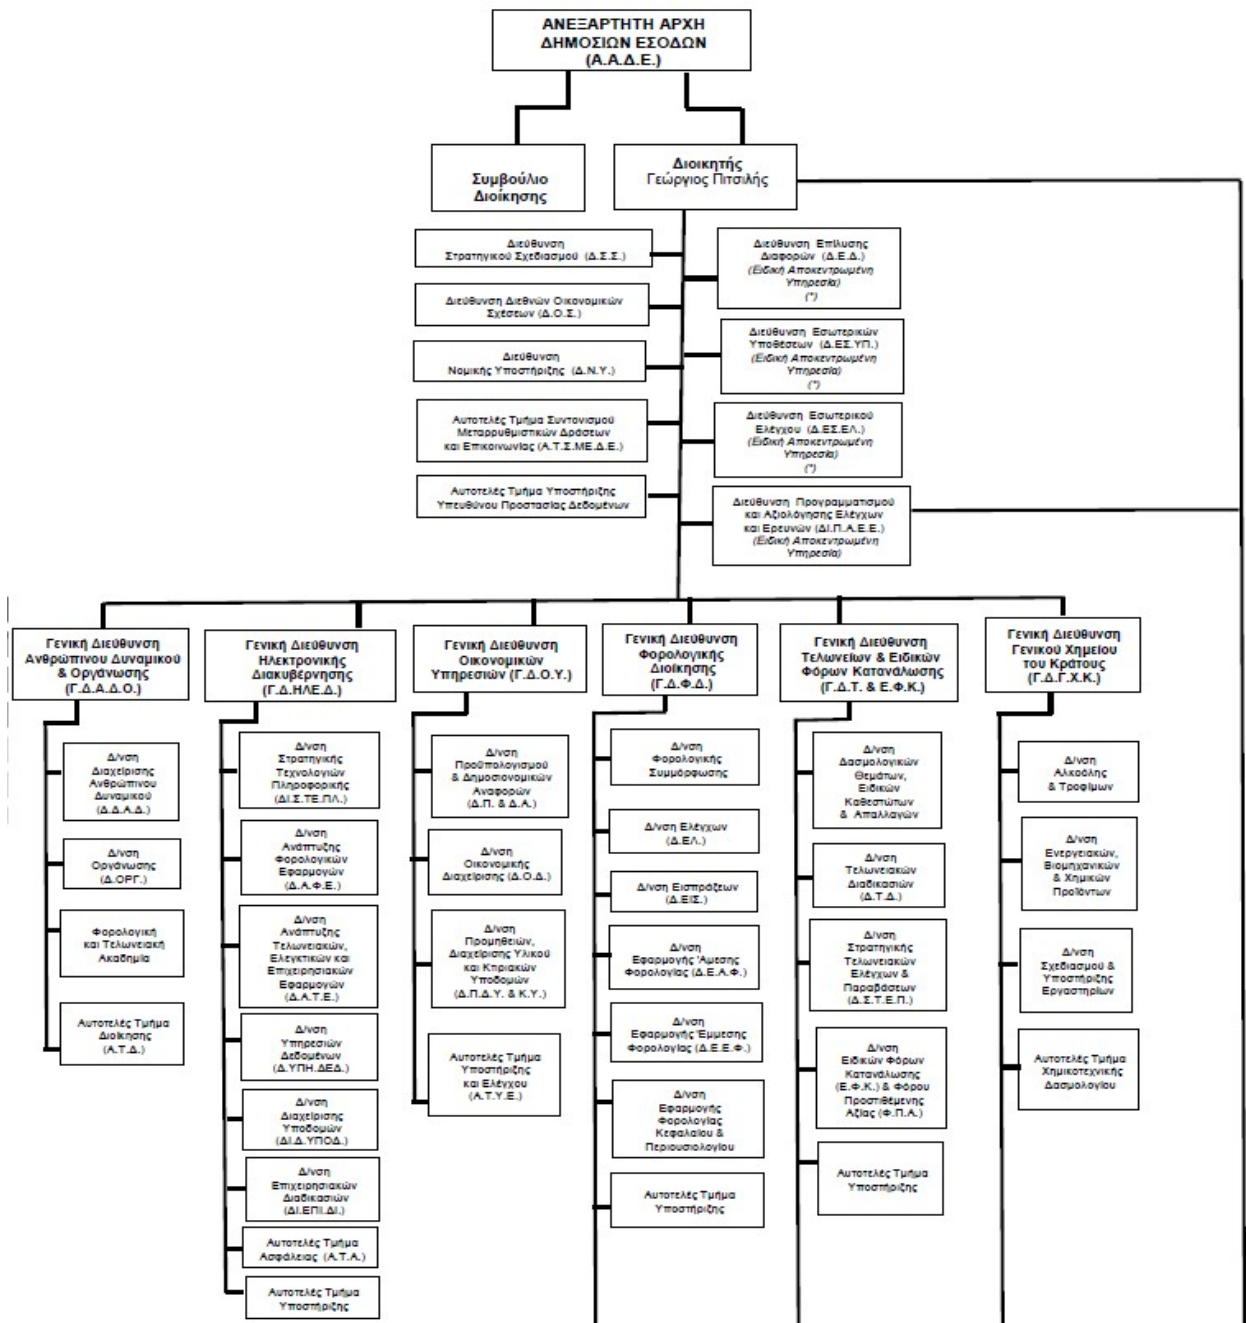 ΑΝΕΞΑΡΤΗΤΗ ΑΡΧΗ
ΔΗΜΟΣΙΩΝ ΕΣΟΔΩΝ
(Α.Α.Δ.Ε.)
Συμβούλιο
Διοίκησης
Διοικητής
Γεώργιος Πιτσιλής
Διεύθυνση
Στρατηγικού Σχεδιασμού (Δ.Σ.Σ.)
Διεύθυνση Διεθνών Οικονομικών
Σχέσεων (Δ.Ο.Σ.)
Διεύθυνση
Νομικής Υποστήριξης (Δ.Ν.Υ.)
Αυτοτελές Τμήμα Συντονισμού
Μεταρρυθμιστικών Δράσεων
και Επικοινωνίας (Α.Τ.Σ.ΜΕ.Δ.Ε.)
Αυτοτελές Τμήμα Υποστήριξης
Υπευθύνου Προστασίας Δεδομένων
Διεύθυνση Επίλυσης
Διαφορών (Δ.Ε.Δ.)
(Ειδική Αποκεντρωμένη
Υπηρεσία)
(*)
Διεύθυνση Εσωτερικών
Υποθέσεων (Δ.ΕΣ.ΥΠ.)
(Ειδική Αποκεντρωμένη
Υπηρεσία)
(*)
Διεύθυνση Εσωτερικού
Ελέγχου (Δ.ΕΣ.ΕΛ.)
(Ειδική Αποκεντρωμένη
Υπηρεσία)
(*)
Διεύθυνση Προγραμματισμού
και Αξιολόγησης Ελέγχων
και Ερευνών (ΔΙ.Π.Α.Ε.Ε.)
(Ειδική Αποκεντρωμένη
Υπηρεσία)
Γενική Διεύθυνση
Ανθρώπινου Δυναμικού
& Οργάνωσης
(Γ.Δ.Α.Δ.Ο.)
Δ/νση
Διαχείρισης
Ανθρώπινου
Δυναμικού
(Δ.Δ.Α.Δ.)
Δ/νση
Οργάνωσης
(Δ.ΟΡΓ.)
Φορολογική
και Τελωνειακή
Ακαδημία
Αυτοτελές Τμήμα
Διοίκησης
(Α.Τ.Δ.)
Γενική Διεύθυνση
Ηλεκτρονικής
Διακυβέρνησης
(Γ.Δ.ΗΛΕ.Δ.)
Δ/νση
Στρατηγικής
Τεχνολογιών
Πληροφορικής
(ΔΙ.Σ.ΤΕ.ΠΛ.)
Δ/νση
Ανάπτυξης
Φορολογικών
Εφαρμογών
(Δ.Α.Φ.Ε.)
Δ/νση
Ανάπτυξης
Τελωνειακών,
Ελεγκτικών και
Επιχειρησιακών
Εφαρμογών
(Δ.Α.Τ.Ε.)
Δ/νση
Υπηρεσιών
Δεδομένων
(Δ.ΥΠΗ.ΔΕΔ.)
Δ/νση
Διαχείρισης
Υποδομών
(ΔΙ.Δ.ΥΠΟΔ.)
Δ/νση
Επιχειρησιακών
Διαδικασιών
(ΔΙ.ΕΠΙ.ΔΙ.)
Αυτοτελές Τμήμα
Ασφάλειας (Α.Τ.Α.)
Αυτοτελές Τμήμα
Υποστήριξης
Γενική Διεύθυνση
Οικονομικών
Υπηρεσιών (Γ.Δ.Ο.Υ.)
Δ/νση
Προϋπολογισμού
& Δημοσιονομικών
Αναφορών
(Δ.Π. & Δ.Α.)
Δ/νση
Οικονομικής
Διαχείρισης (Δ.Ο.Δ.)
Δ/νση
Προμηθειών,
Διαχείρισης Υλικού
και Κτιριακών
Υποδομών
(Δ.Π.Δ.Υ. & Κ.Υ.)
Αυτοτελές Τμήμα
Υποστήριξης
και Ελέγχου
(Α.Τ.Υ.Ε.)
Γενική Διεύθυνση
Φορολογικής
Διοίκησης
(Γ.Δ.Φ.Δ.)
Δ/νση
Φορολογικής
Συμμόρφωσης
Δ/νση Ελέγχων
(Δ.ΕΛ.)
Δ/νση Εισπράξεων
(Δ.ΕΙΣ.)
Δ/νση
Εφαρμογής Άμεσης
Φορολογίας (Δ.Ε.Α.Φ.)
Δ/νση
Εφαρμογής Έμμεσης
Φορολογίας (Δ.Ε.Ε.Φ.)
Δ/νση
Εφαρμογής
Φορολογίας
Κεφαλαίου &
Περιουσιολογίου
Αυτοτελές Τμήμα
Υποστήριξης
Γενική Διεύθυνση
Τελωνείων & Ειδικών
Φόρων Κατανάλωσης
(Γ.Δ.Τ. & Ε.Φ.Κ.)
Δ/νση
Δασμολογικών
Θεμάτων,
Ειδικών
Καθεστώτων
& Απαλλαγών
Δ/νση
Τελωνειακών
Διαδικασιών
(Δ.Τ.Δ.)
Δ/νση
Στρατηγικής
Τελωνειακών
Ελέγχων &
Παραβάσεων
(Δ.Σ.Τ.Ε.Π.)
Δ/νση
Ειδικών Φόρων
Κατανάλωσης
(Ε.Φ.Κ.) & Φόρου
Προστιθέμενης
Αξίας (Φ.Π.Α.)
Αυτοτελές Τμήμα
Υποστήριξης
Γενική Διεύθυνση
Γενικού Χημείου
του Κράτους
(Γ.Δ.Γ.Χ.Κ.)
Δ/νση
Αλκοόλης
& Τροφίμων
Δ/νση
Ενεργειακών,
Βιομηχανικών
& Χημικών
Προϊόντων
Δ/νση
Σχεδιασμού &
Υποστήριξης
Εργαστηρίων
Αυτοτελές Τμήμα
Χημικοτεχνικής
Δασμολογίου